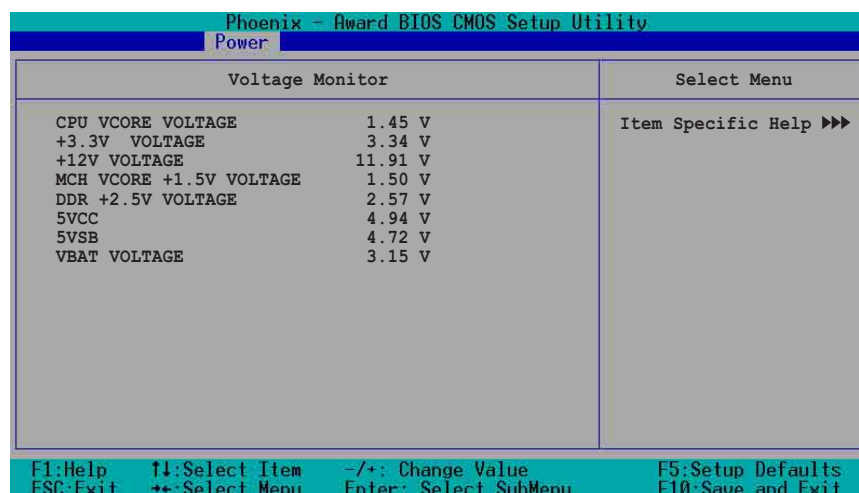 Phoenix - Award BIOS CMOS Setup Utility
Power
Voltage Monitor
Select Menu
CPU VCORE VOLTAGE 1.45 V
+3.3V VOLTAGE 3.34 V
+12V VOLTAGE 11.91 V
MCH VCORE +1.5V VOLTAGE 1.50 V
DDR +2.5V VOLTAGE 2.57 V
5VCC 4.94 V
5VSB 4.72 V
VBAT VOLTAGE 3.15 V
Item Specific Help ►►►
F1:Help ↑↓:Select Item -/+: Change Value F5:Setup Defaults
ESC:Exit →←:Select Menu Enter: Select SubMenu F10:Save and Exit